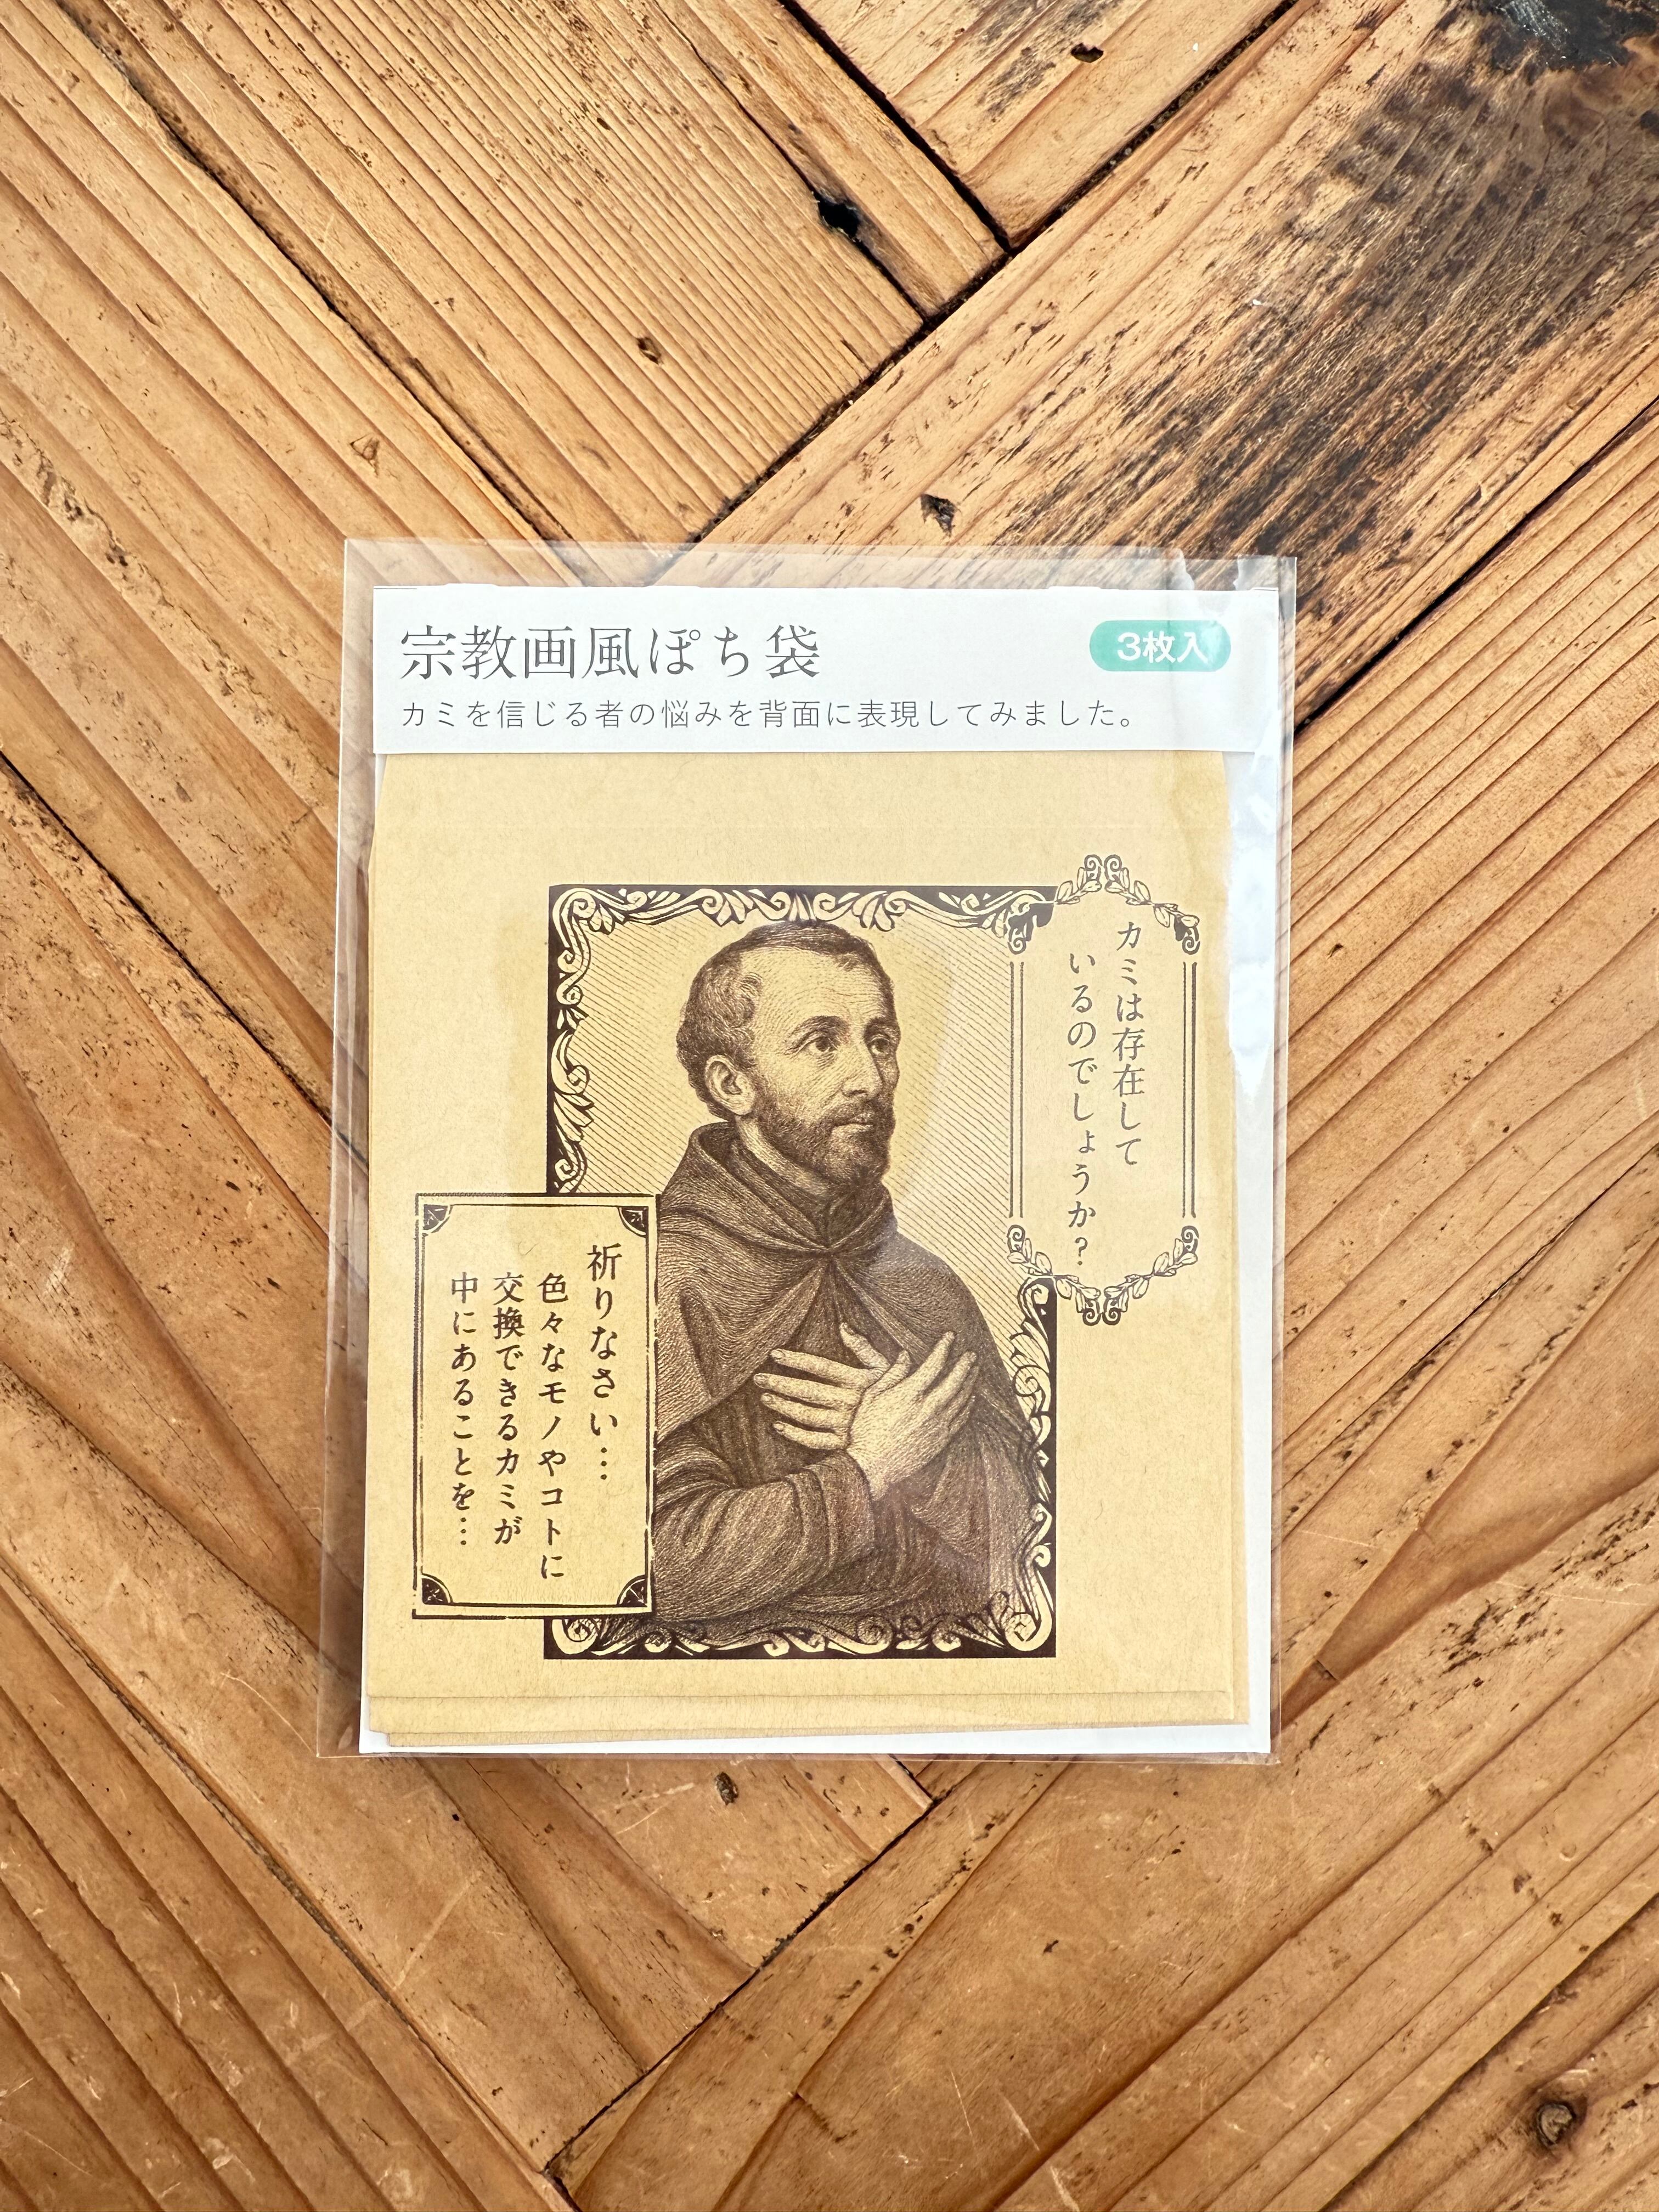 宗教画風ぽち袋
3枚入
カミを信じる者の悩みを背面に表現してみました。
カミは存在して
いるのでしょうか?
祈りなさい…
色々なモノやコトに
交換できるカミが
中にあることを…